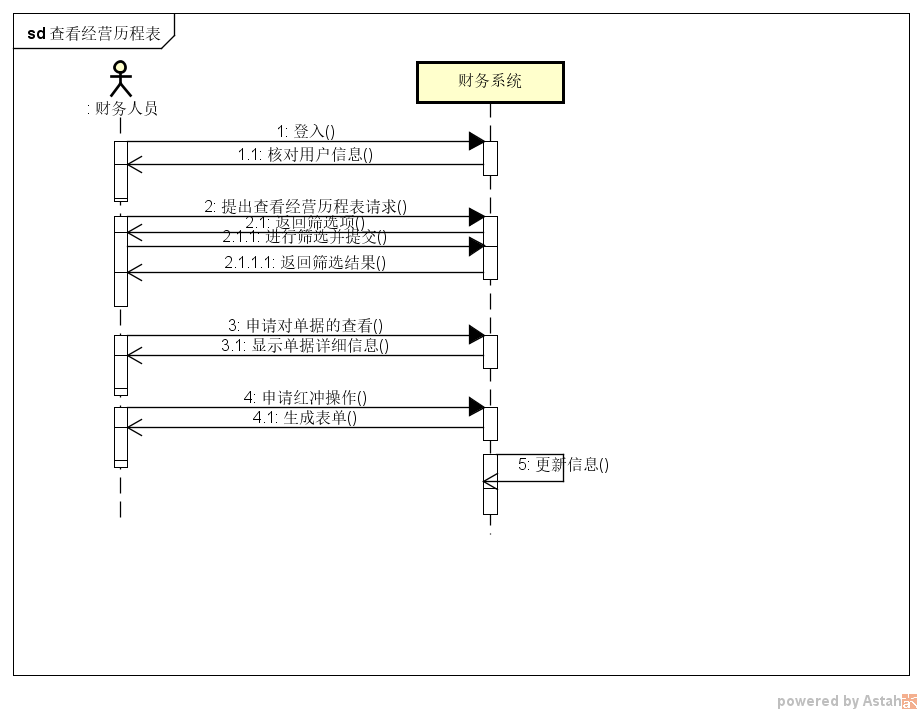 sd 查看经营历程表
: 财务人员
财务系统
1: 登入()
1.1: 核对用户信息()
2: 提出查看经营历程表请求()
2.1: 返回筛选项()
2.1.1: 进行筛选并提交()
2.1.1.1: 返回筛选结果()
3: 申请对单据的查看()
3.1: 显示单据详细信息()
4: 申请红冲操作()
4.1: 生成表单()
5: 更新信息()
powered by Astah